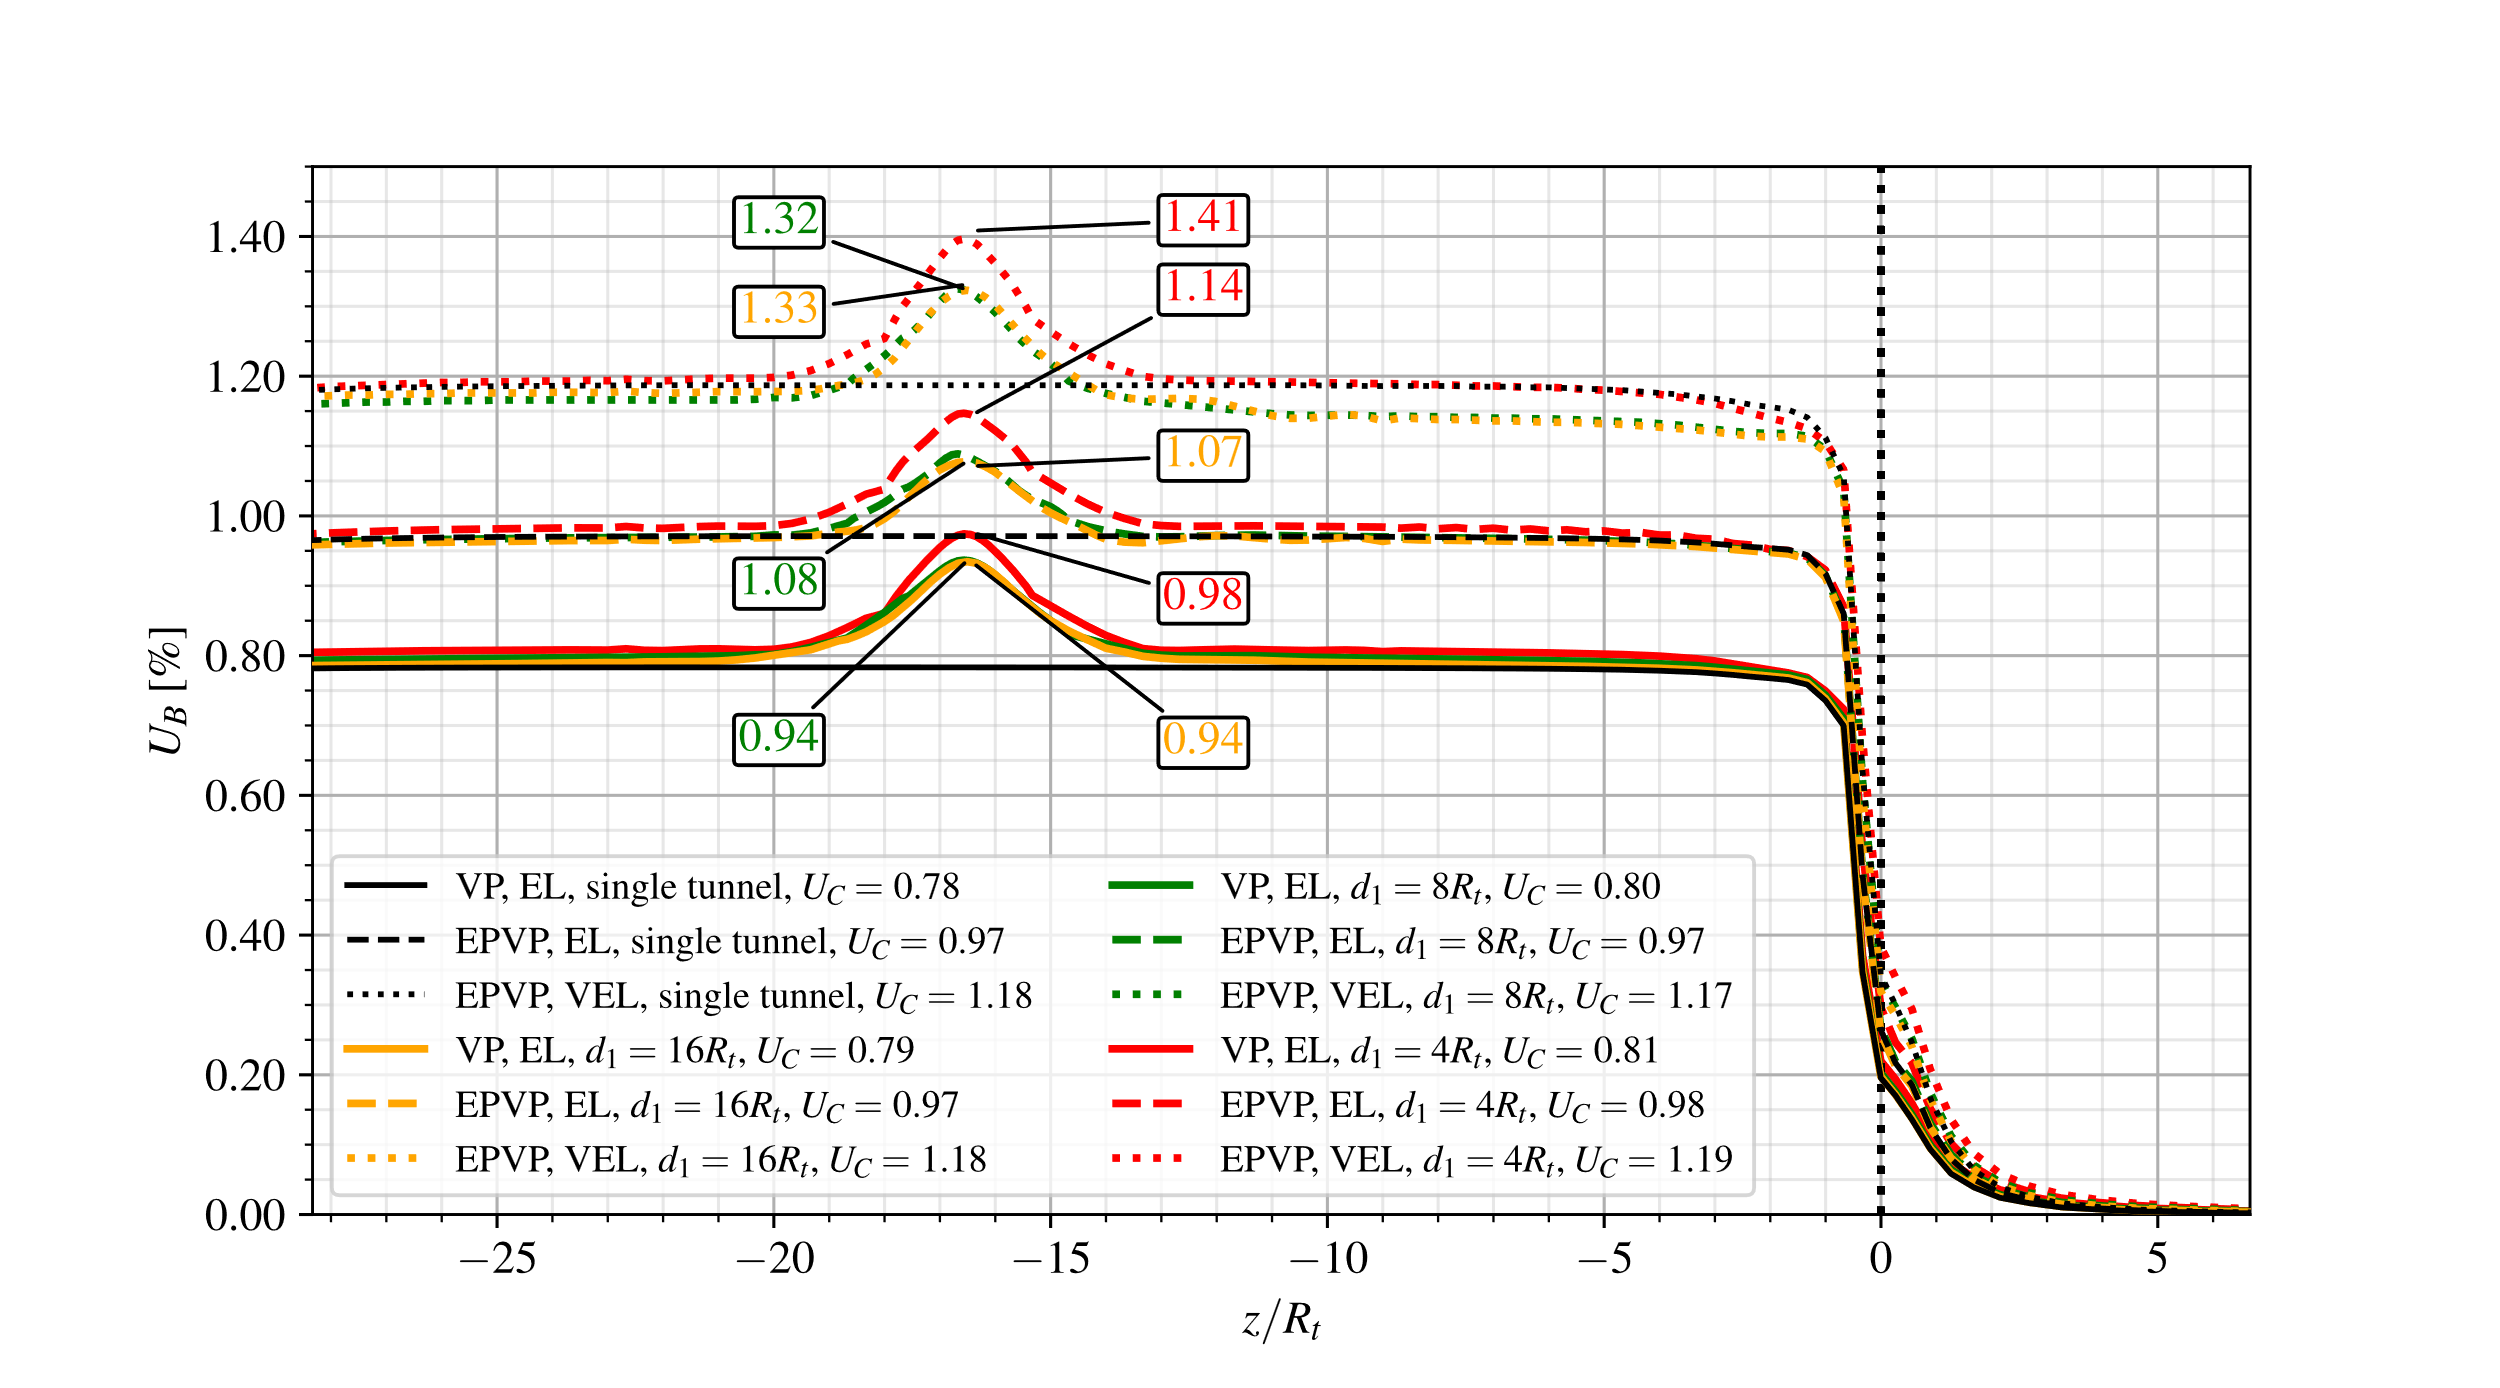 1.40
1.20
1.00
0.80
0.60
0.40
0.20
0.00
U_B [%]
1.32
1.33
1.08
0.94
1.41
1.14
1.07
0.98
0.94
VP, EL, single tunnel, U_C = 0.78
EPVP, EL, single tunnel, U_C = 0.97
EPVP, VEL, single tunnel, U_C = 1.18
VP, EL, d_1 = 16R_t, U_C = 0.79
EPVP, EL, d_1 = 16R_t, U_C = 0.97
EPVP, VEL, d_1 = 16R_t, U_C = 1.18
VP, EL, d_1 = 8R_t, U_C = 0.80
EPVP, EL, d_1 = 8R_t, U_C = 0.97
EPVP, VEL, d_1 = 8R_t, U_C = 1.17
VP, EL, d_1 = 4R_t, U_C = 0.81
EPVP, EL, d_1 = 4R_t, U_C = 0.98
EPVP, VEL, d_1 = 4R_t, U_C = 1.19
−25 −20 −15 −10 −5 0 5
z/R_t